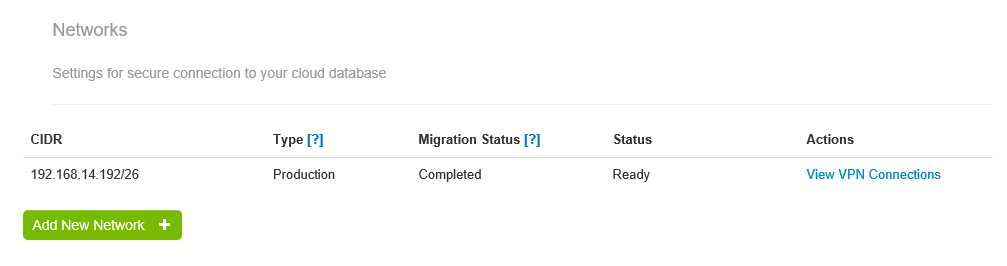 Networks
Settings for secure connection to your cloud database
CIDR Type [?] Migration Status [?] Status Actions
192.168.14.192/26 Production Completed Ready View VPN Connections
Add New Network +